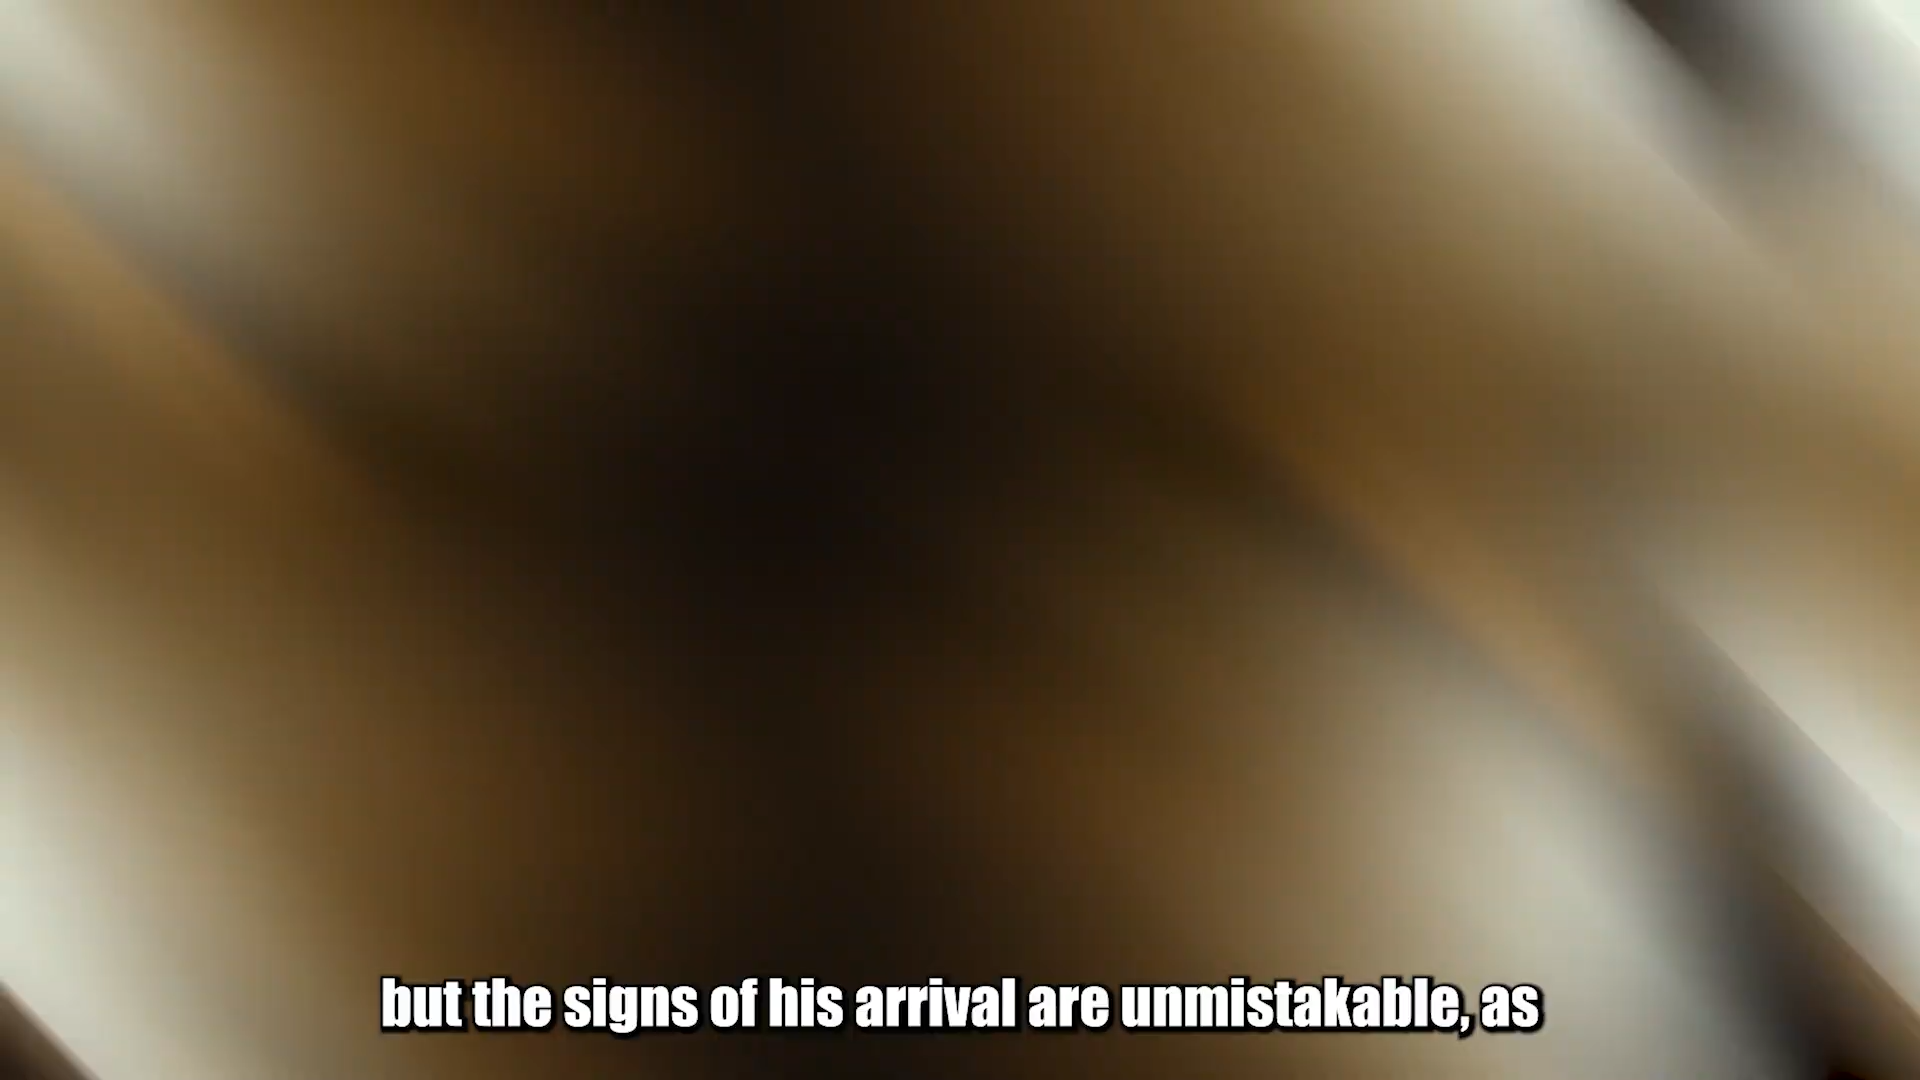 but the signs of his arrival are unmistakable, as